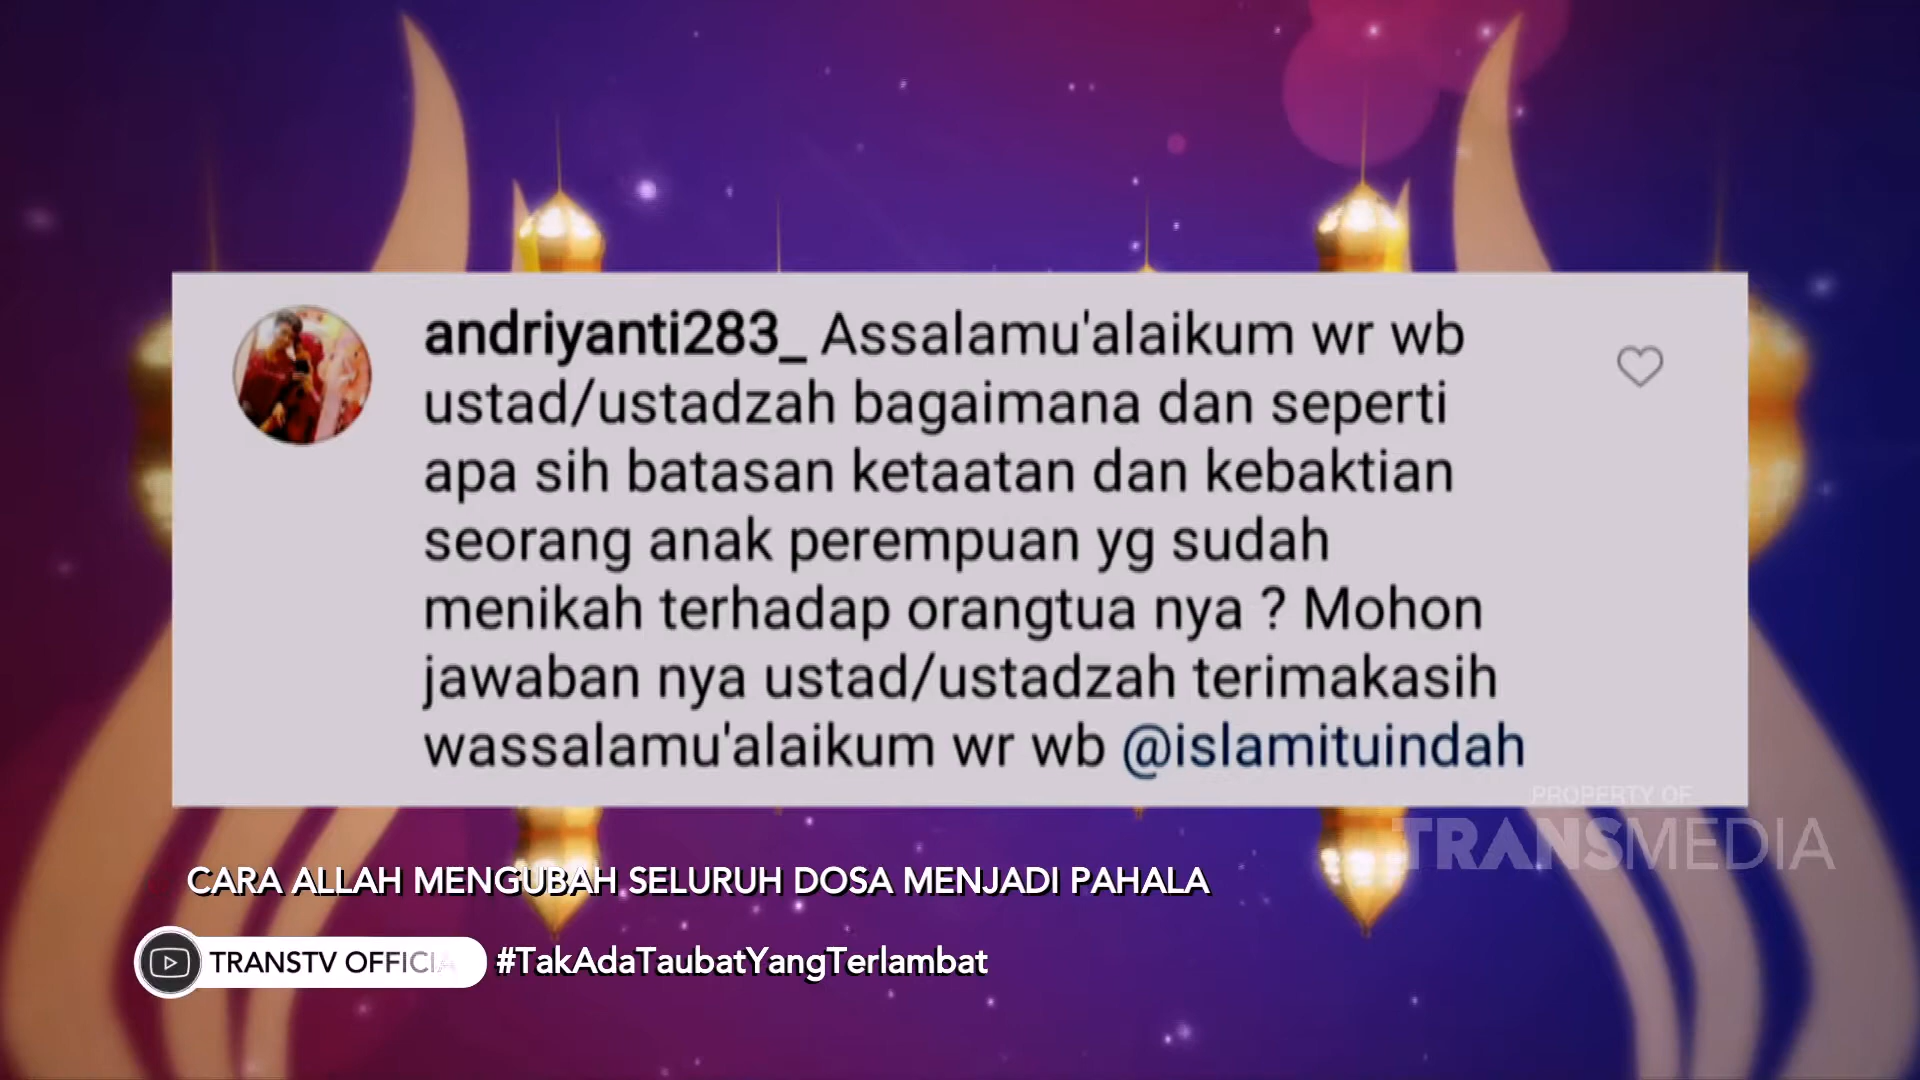 andriyanti283_ Assalamu'alaikum wr wb
ustad/ustadzah bagaimana dan seperti
apa sih batasan ketaatan dan kebaktian
seorang anak perempuan yg sudah
menikah terhadap orangtua nya ? Mohon
jawaban nya ustad/ustadzah terimakasih
wassalamu'alaikum wr wb @islamituindah
PROPERTY OF
TRANSMEDIA
CARA ALLAH MENGUBAH SELURUH DOSA MENJADI PAHALA
TRANSTV OFFICIA #TakAdaTaubatYangTerlambat